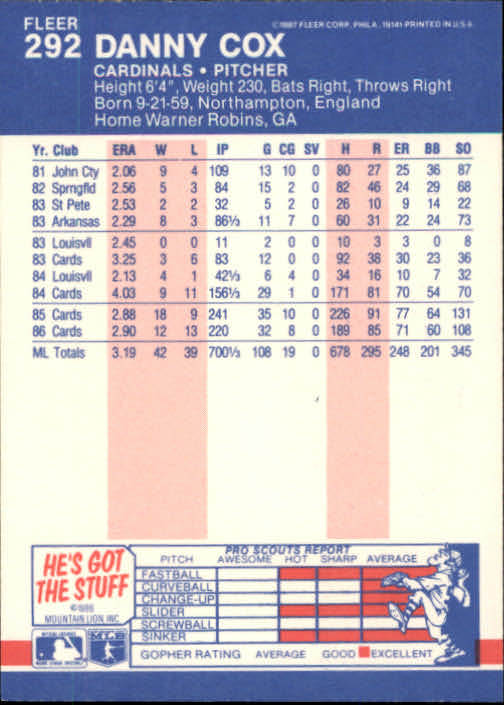 FLEER
292 DANNY COX
©1987 FLEER CORP., PHILA., 19141-PRINTED IN U.S.A.
CARDINALS • PITCHER
Height 6'4", Weight 230, Bats Right, Throws Right
Born 9-21-59, Northampton, England
Home Warner Robins, GA
Yr. Club ERA W L IP G CG SV H R ER BB SO
81 John Cty 2.06 9 4 109 13 10 0 80 27 25 36 87
82 Sprngfld 2.56 5 3 84 15 2 0 82 46 24 29 68
83 St Pete 2.53 2 2 32 5 2 0 26 10 9 14 22
83 Arkansas 2.29 8 3 86⅓ 11 7 0 60 31 22 24 73
83 Louisvll 2.45 0 0 11 2 0 0 10 3 3 0 8
83 Cards 3.25 3 6 83 12 0 0 92 38 30 23 36
84 Louisvll 2.13 4 1 42⅓ 6 4 0 34 16 10 7 32
84 Cards 4.03 9 11 156⅓ 29 1 0 171 81 70 54 70
85 Cards 2.88 18 9 241 35 10 0 226 91 77 64 131
86 Cards 2.90 12 13 220 32 8 0 189 85 71 60 108
ML Totals 3.19 42 39 700⅓ 108 19 0 678 295 248 201 345
HE'S GOT
THE STUFF
©1986
MOUNTAIN LION, INC.
MLB
PRO SCOUTS REPORT
PITCH AWESOME HOT SHARP AVERAGE
FASTBALL
CURVEBALL
CHANGE-UP
SLIDER
SCREWBALL
SINKER
GOPHER RATING AVERAGE GOOD EXCELLENT